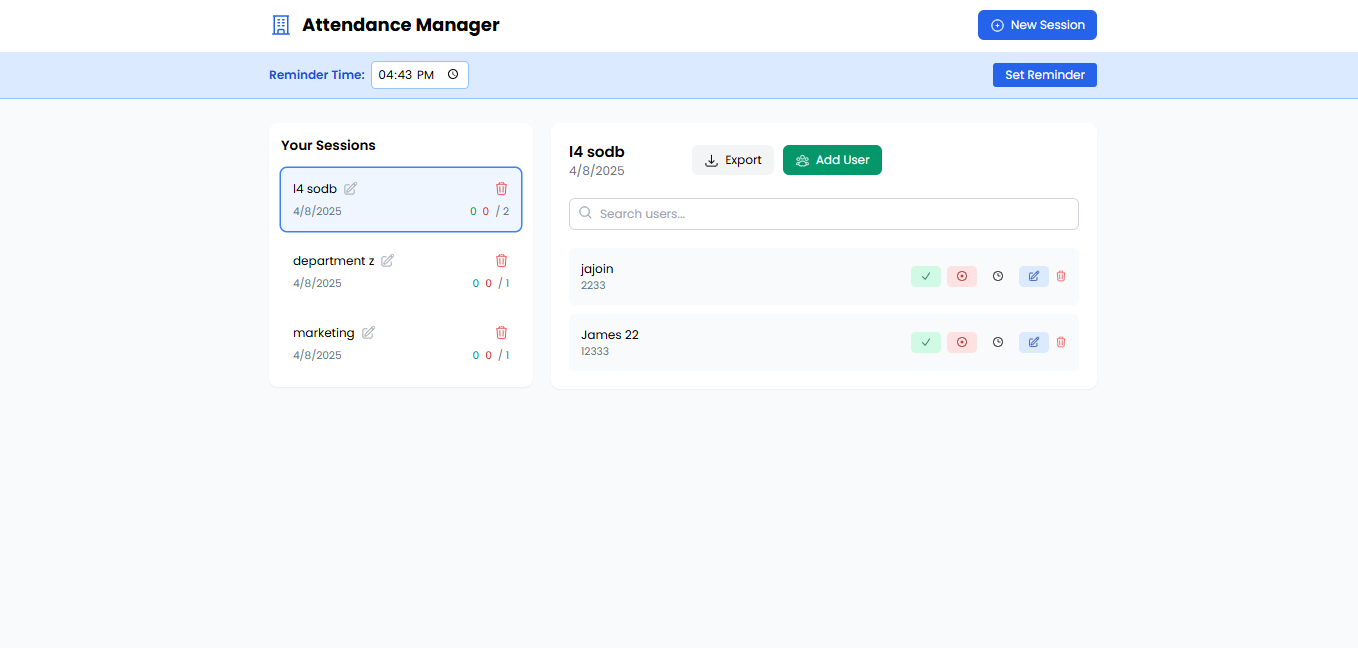 Attendance Manager
New Session
Reminder Time: 04:43 PM
Set Reminder
Your Sessions
l4 sodb
4/8/2025
0 0 / 2
department z
4/8/2025
0 0 / 1
marketing
4/8/2025
0 0 / 1
l4 sodb
4/8/2025
Export
Add User
Search users...
jajoin
2233
James 22
12333